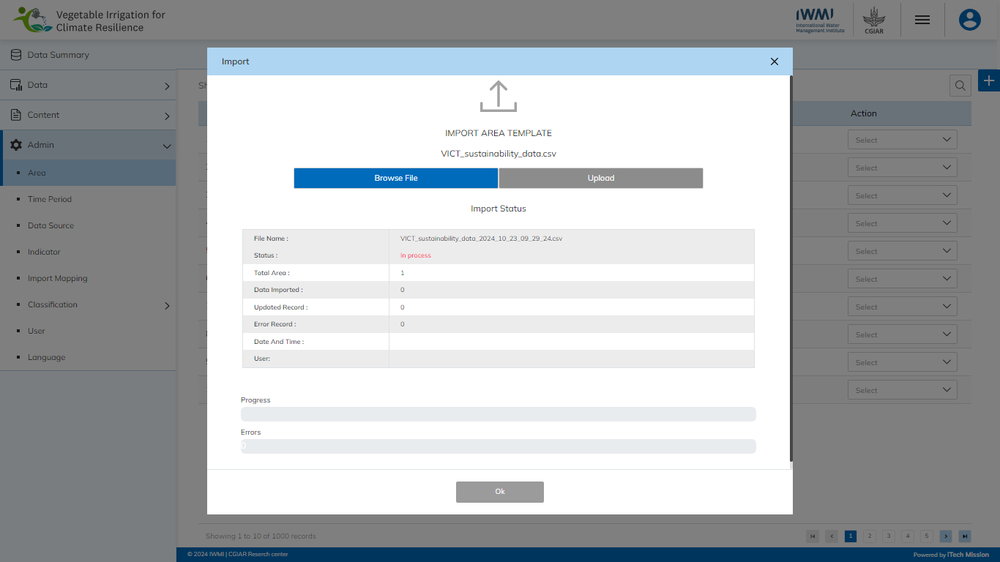 Vegetable Irrigation for
Climate Resilience
IWMI
International Water
Management Institute
CGIAR
Data Summary
Data
Content
Admin
Area
Time Period
Data Source
Indicator
Import Mapping
Classification
User
Language
Import
IMPORT AREA TEMPLATE
VICT_sustainability_data.csv
Browse File
Upload
Import Status
File Name :
VICT_sustainability_data_2024_10_23_09_29_24.csv
Status :
In process
Total Area :
1
Data Imported :
0
Updated Record :
0
Error Record :
0
Date And Time :
User:
Progress
Errors
0
Ok
Action
Select
Select
Select
Select
Select
Select
Select
Select
Select
Select
Showing 1 to 10 of 1000 records
1
2
3
4
5
© 2024 IWMI | CGIAR Reserch center
Powered by iTech Mission